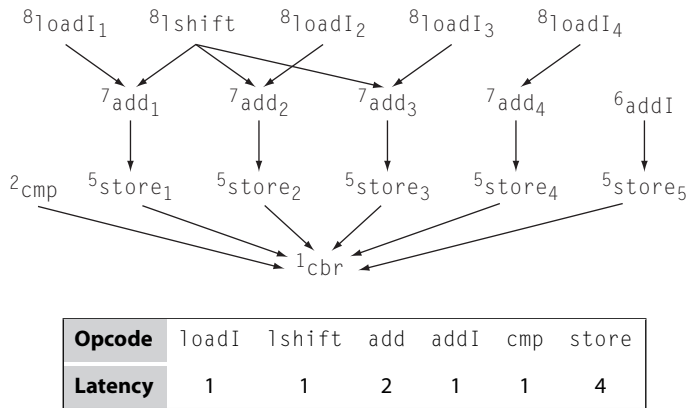 ⁸loadI₁ ⁸lshift ⁸loadI₂ ⁸loadI₃ ⁸loadI₄
⁷add₁ ⁷add₂ ⁷add₃ ⁷add₄ ⁶addI
²cmp ⁵store₁ ⁵store₂ ⁵store₃ ⁵store₄ ⁵store₅
¹cbr
Opcode loadI lshift add addI cmp store
Latency 1 1 2 1 1 4